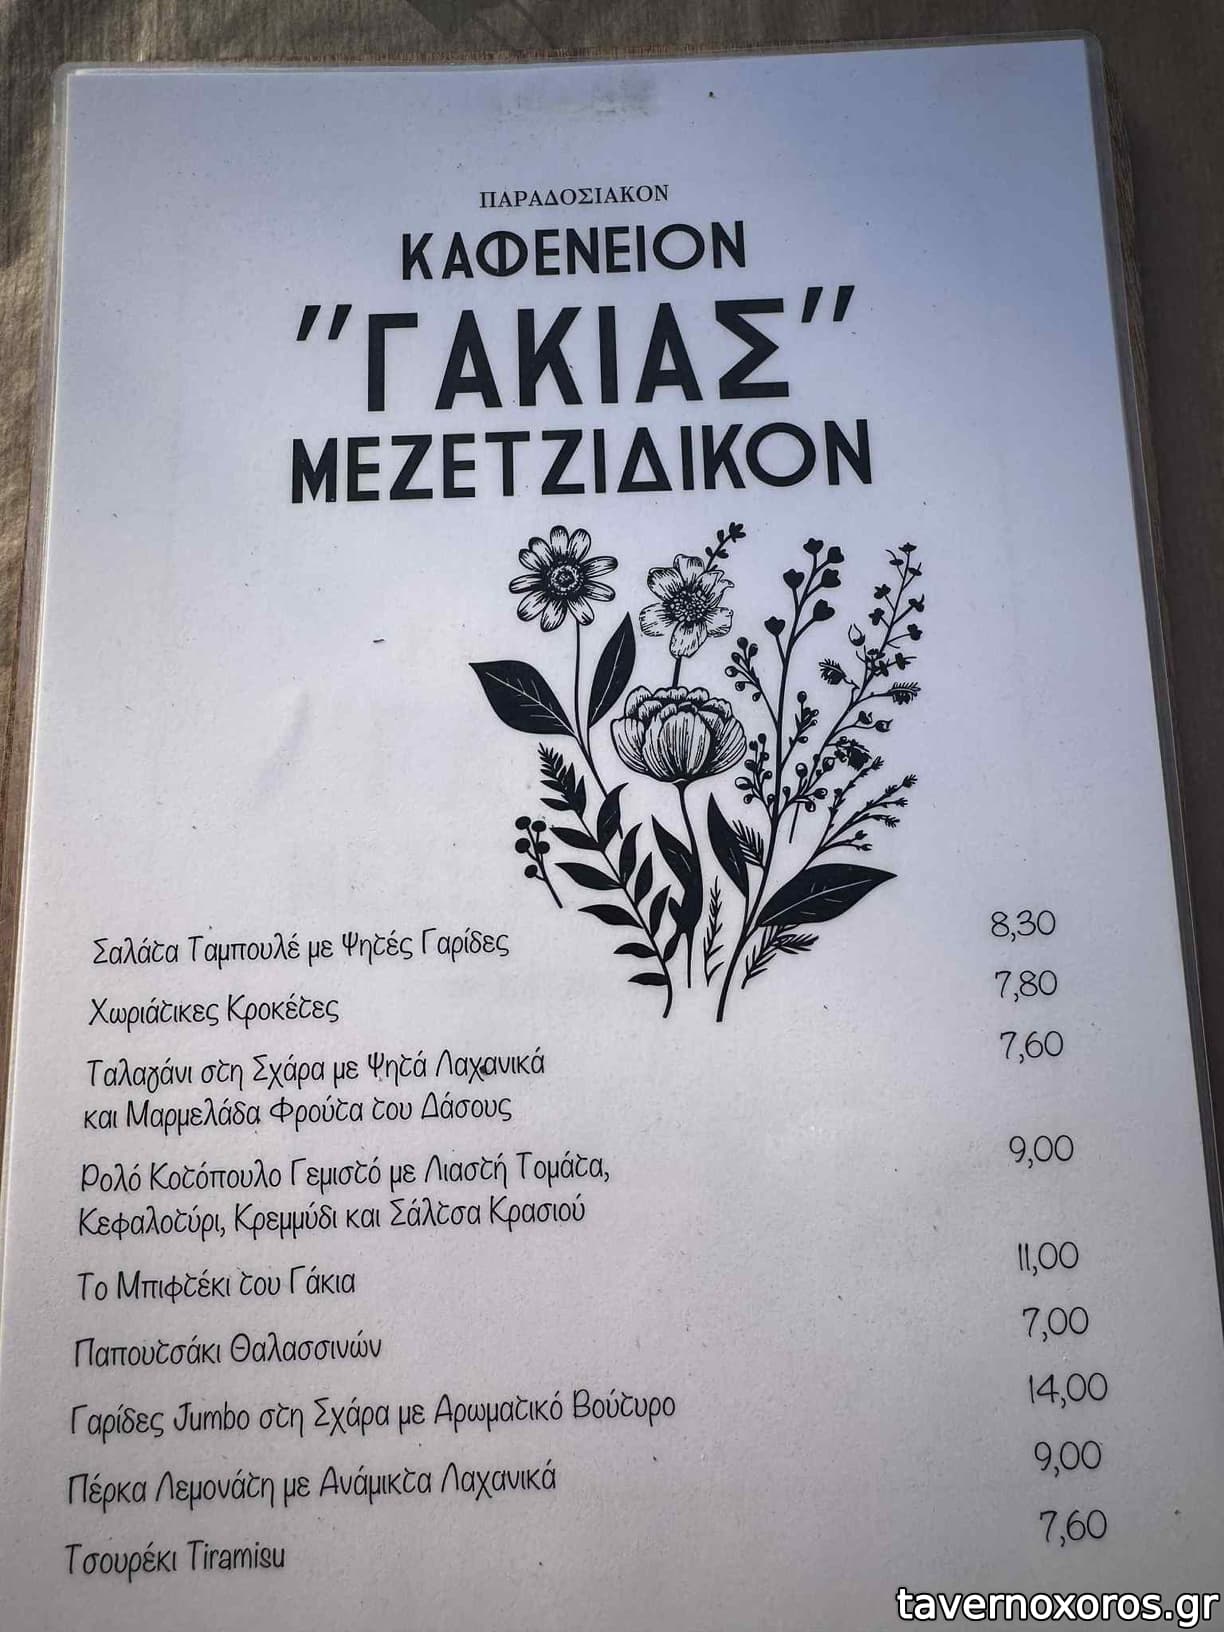 ΠΑΡΑΔΟΣΙΑΚΟΝ
ΚΑΦΕΝΕΙΟΝ
"ΓΑΚΙΑΣ"
ΜΕΖΕΤΖΙΔΙΚΟΝ
Σαλάτα Ταμπουλέ με Ψητές Γαρίδες 8,30
Χωριάτικες Κροκέτες 7,80
Ταλαγάνι στη Σχάρα με Ψητά Λαχανικά 7,60
και Μαρμελάδα Φρούτα του Δάσους
Ρολό Κοτόπουλο Γεμιστό με Λιαστή Τομάτα, 9,00
Κεφαλοτύρι, Κρεμμύδι και Σάλτσα Κρασιού
Το Μπιφτέκι του Γάκια 11,00
Παπουτσάκι Θαλασσινών 7,00
Γαρίδες Jumbo στη Σχάρα με Αρωματικό Βούτυρο 14,00
Πέρκα Λεμονάτη με Ανάμικτα Λαχανικά 9,00
Τσουρέκι Tiramisu 7,60
tavernoxoros.gr